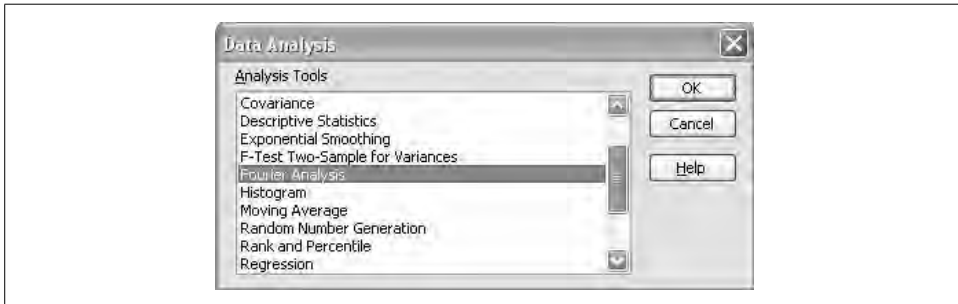 Data Analysis
Analysis Tools
Covariance
Descriptive Statistics
Exponential Smoothing
F-Test Two-Sample for Variances
Fourier Analysis
Histogram
Moving Average
Random Number Generation
Rank and Percentile
Regression
OK
Cancel
Help